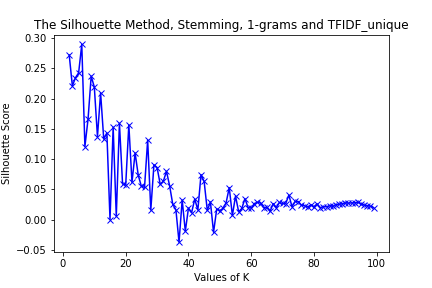 The Silhouette Method, Stemming, 1-grams and TFIDF_unique
0.30
0.25
0.20
0.15
0.10
0.05
0.00
−0.05
Silhouette Score
0 20 40 60 80 100
Values of K